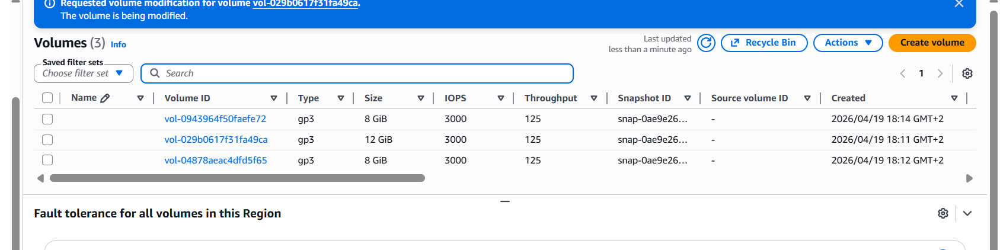 Requested volume modification for volume vol-029b0617f31fa49ca.
The volume is being modified.
Volumes (3) Info
Last updated
less than a minute ago
Recycle Bin
Actions
Create volume
Saved filter sets
Choose filter set
Search
1
Name Volume ID Type Size IOPS Throughput Snapshot ID Source volume ID Created
vol-0943964f50faefe72 gp3 8 GiB 3000 125 snap-0ae9e26... - 2026/04/19 18:14 GMT+2
vol-029b0617f31fa49ca gp3 12 GiB 3000 125 snap-0ae9e26... - 2026/04/19 18:11 GMT+2
vol-04878aeac4dfd5f65 gp3 8 GiB 3000 125 snap-0ae9e26... - 2026/04/19 18:12 GMT+2
Fault tolerance for all volumes in this Region